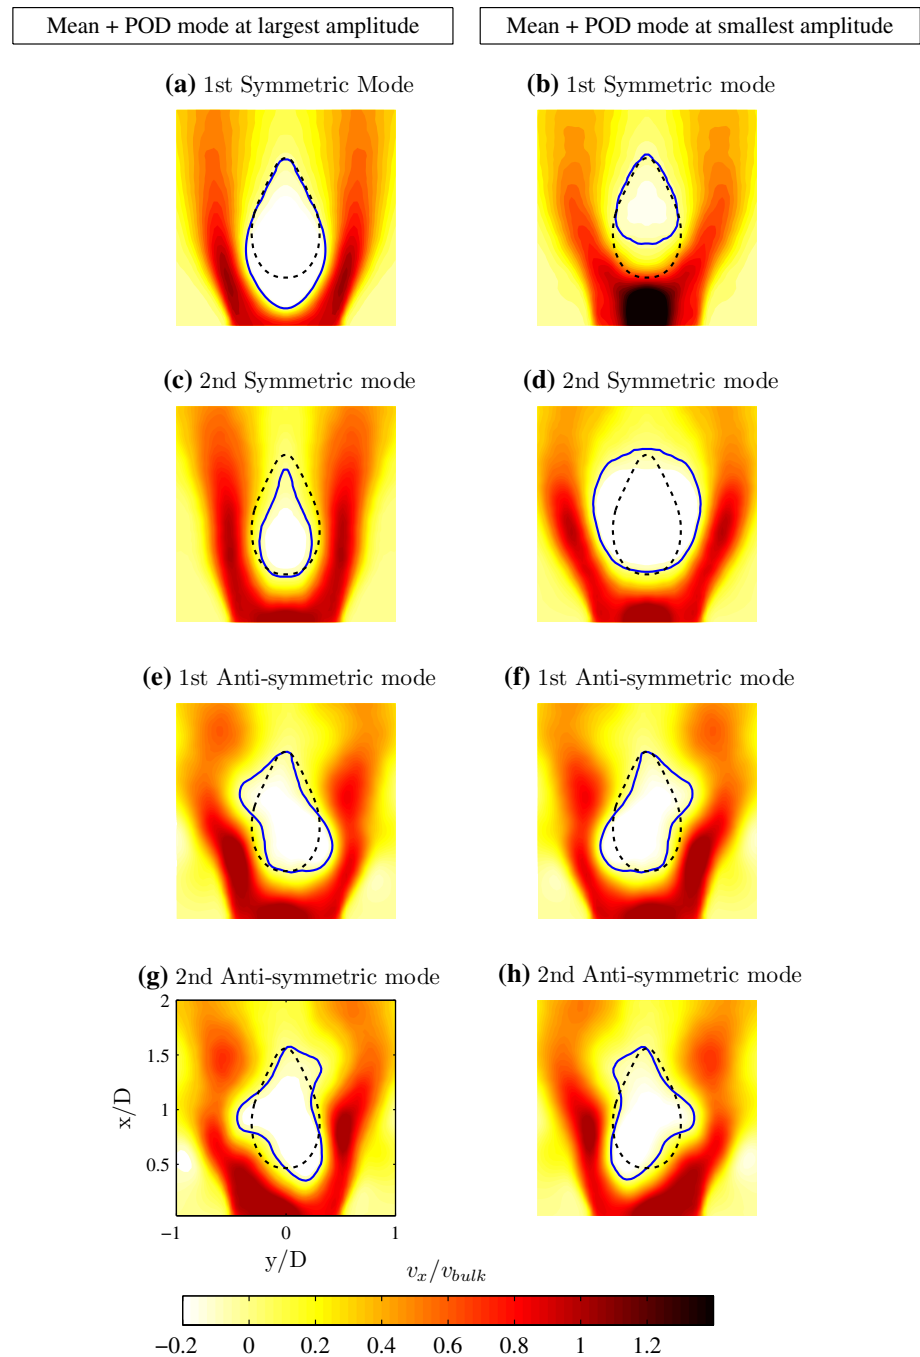 Mean + POD mode at largest amplitude
Mean + POD mode at smallest amplitude
(a) 1st Symmetric Mode
(b) 1st Symmetric mode
(c) 2nd Symmetric mode
(d) 2nd Symmetric mode
(e) 1st Anti-symmetric mode
(f) 1st Anti-symmetric mode
(g) 2nd Anti-symmetric mode
(h) 2nd Anti-symmetric mode
2
1.5
1
0.5
x/D
−1
0
1
y/D
v_x/v_{bulk}
−0.2
0
0.2
0.4
0.6
0.8
1
1.2